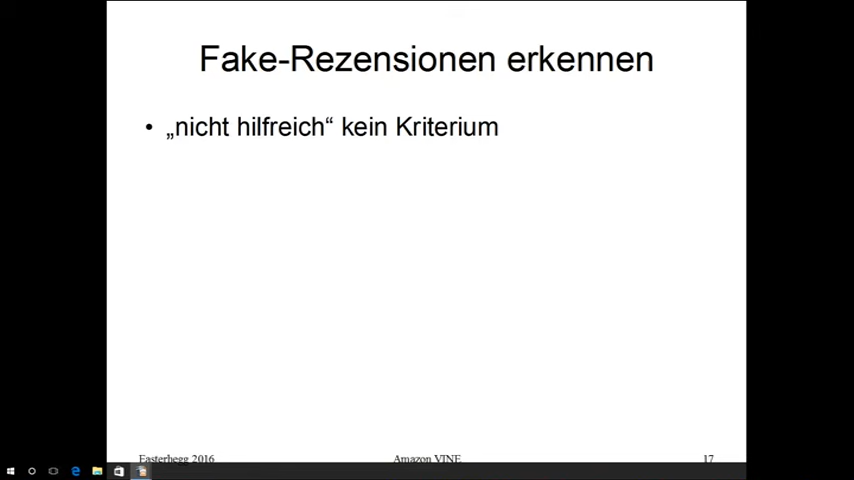 Fake-Rezensionen erkennen
• „nicht hilfreich“ kein Kriterium
Easterhegg 2016 Amazon VINE 17